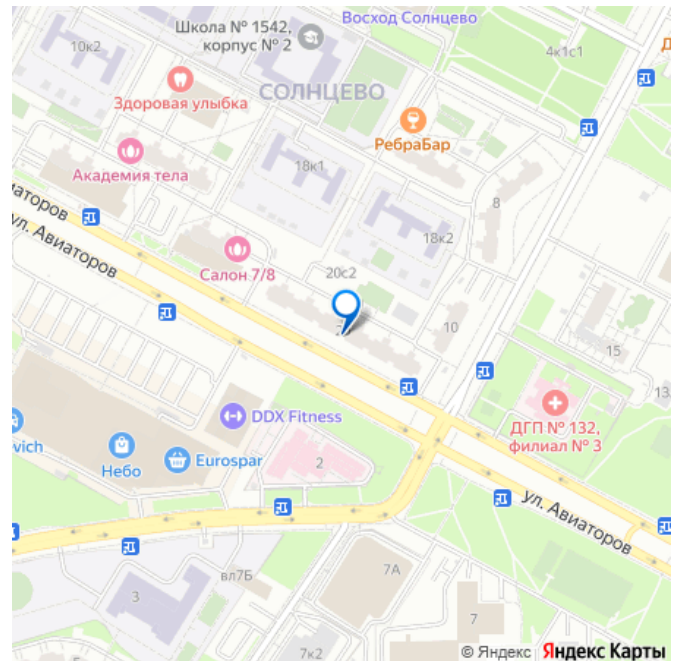 Восход Солнцево
Школа № 1542,
корпус № 2
10к2
4к1с1
Здоровая улыбка
СОЛНЦЕВО
РебраБар
Академия тела
18к1
8
18к2
ул. Авиаторов
Салон 7/8
20с2
10
15
DDX Fitness
ДГП № 132,
филиал № 3
vich
Небо
Eurospar
2
ул. Авиаторов
вл7Б
7А
3
7
7к2
© Яндекс Яндекс Карты